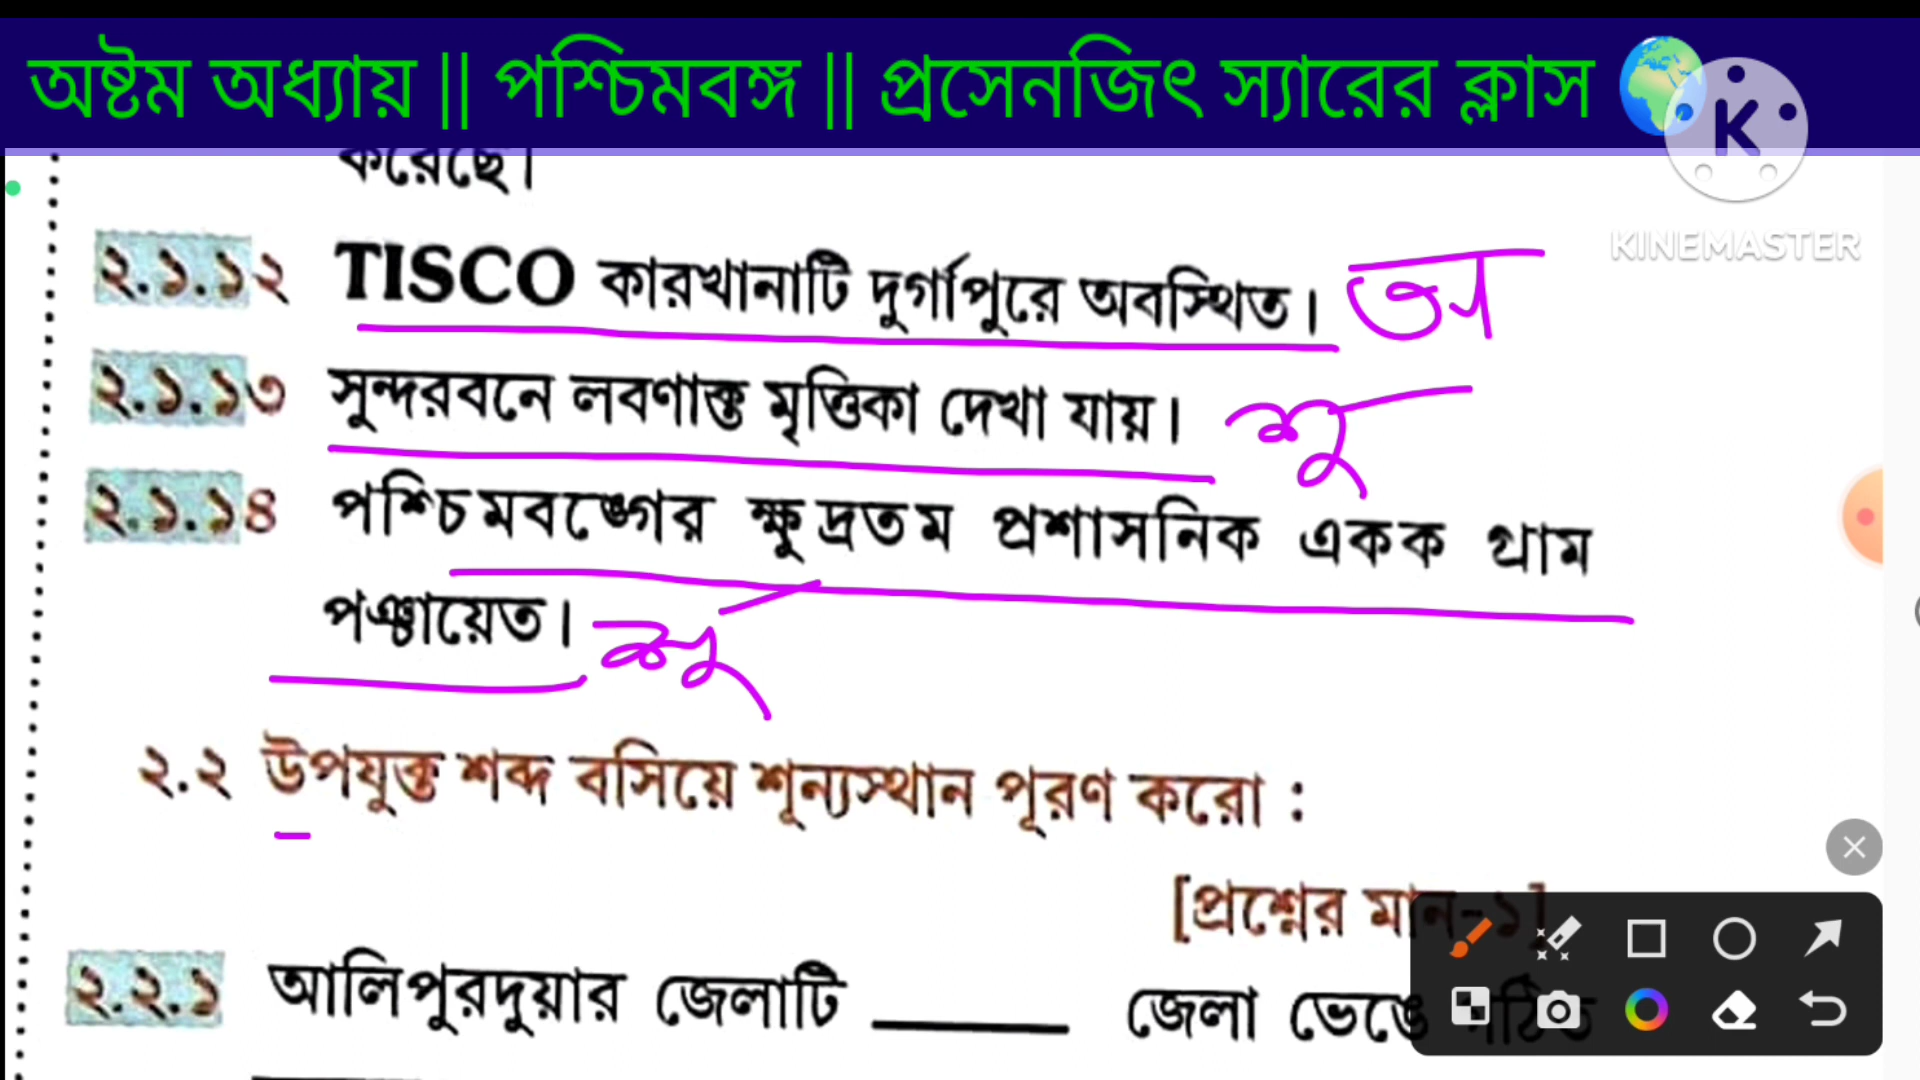 অষ্টম অধ্যায় || পশ্চিমবঙ্গ || প্রসেনজিৎ স্যারের ক্লাস
K
KINEMASTER
করেছে।
২.১.১২ TISCO কারখানাটি দুর্গাপুরে অবস্থিত। অ
২.১.১৩ সুন্দরবনে লবণাক্ত মৃত্তিকা দেখা যায়। শু
২.১.১৪ পশ্চিমবঙ্গের ক্ষুদ্রতম প্রশাসনিক একক গ্রাম
পঞ্চায়েত। শু
২.২ উপযুক্ত শব্দ বসিয়ে শূন্যস্থান পূরণ করো :
[প্রশ্নের মান-১]
২.২.১ আলিপুরদুয়ার জেলাটি ______ জেলা ভেঙে গঠিত